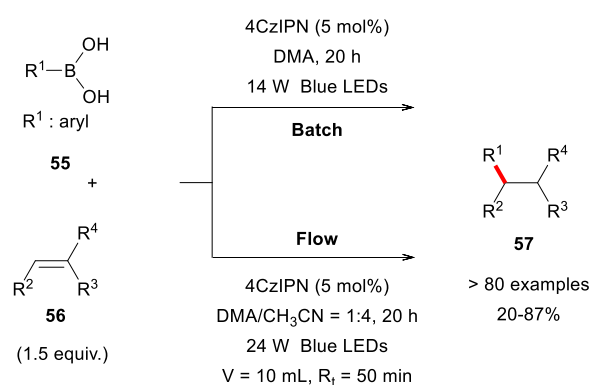 OH
R¹
B
OH
R¹ : aryl
55
+
R⁴
R²
R³
56
(1.5 equiv.)
4CzIPN (5 mol%)
DMA, 20 h
14 W Blue LEDs
Batch
Flow
4CzIPN (5 mol%)
DMA/CH₃CN = 1:4, 20 h
24 W Blue LEDs
V = 10 mL, Rₜ = 50 min
R¹
R⁴
R²
R³
57
> 80 examples
20-87%